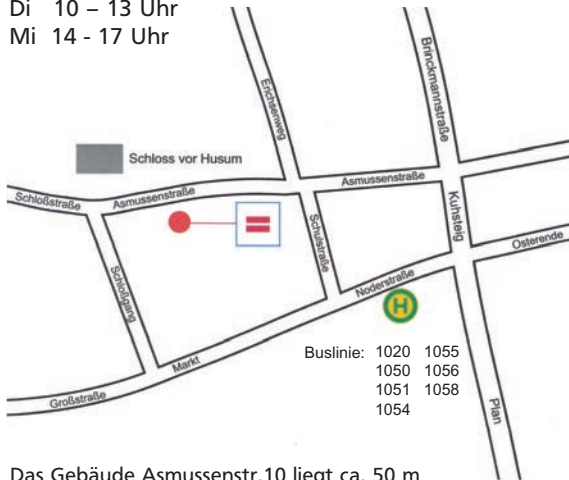 Di 10 – 13 Uhr
Mi 14 - 17 Uhr
Erichsenweg
Brinckmannstraße
Schloss vor Husum
Asmussenstraße
Schloßstraße
Asmussenstraße
Kuhsteig
Schulstraße
Osterende
Schloßgang
Noderstraße
H
Markt
Buslinie: 1020 1055
1050 1056
1051 1058
1054
Großstraße
Plan
Das Gebäude Asmussenstr.10 liegt ca. 50 m